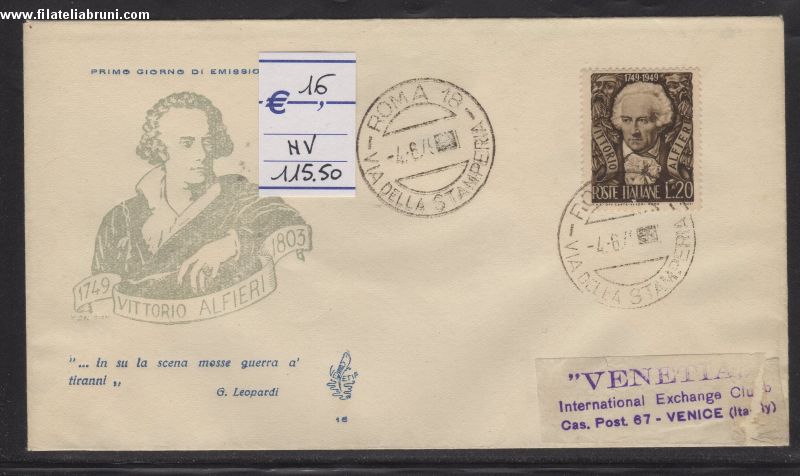 www.filateliabruni.com
PRIMO GIORNO DI EMISSIO
€ 16,
NV
115.50
ROMA 18
VIA DELLA STAMPERIA
1749-1949
VITTORIO ALFIERI
POSTE ITALIANE L.20
VIA DELLA STAMPERIA
1749 VITTORIO ALFIERI 1803
"... In su la scena mosse guerra a'
tiranni „
G. Leopardi
VENETIA
16
"VENETIA
International Exchange Club
Cas. Post. 67 - VENICE (Italy)